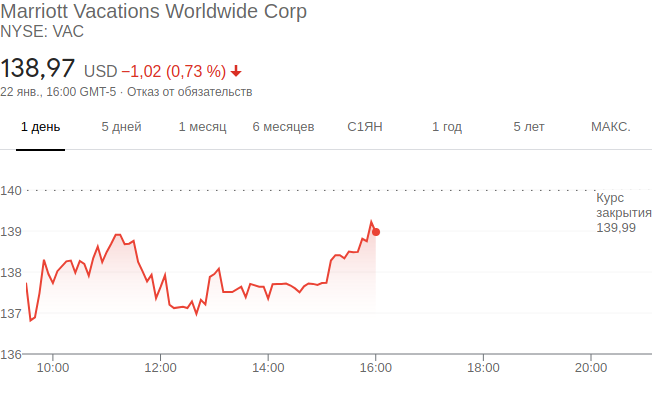 Marriott Vacations Worldwide Corp
NYSE: VAC
138,97 USD −1,02 (0,73 %)
22 янв., 16:00 GMT-5 · Отказ от обязательств
1 день 5 дней 1 месяц 6 месяцев С1ЯН 1 год 5 лет МАКС.
140
Курс
закрытия
139,99
139
138
137
136
10:00 12:00 14:00 16:00 18:00 20:00